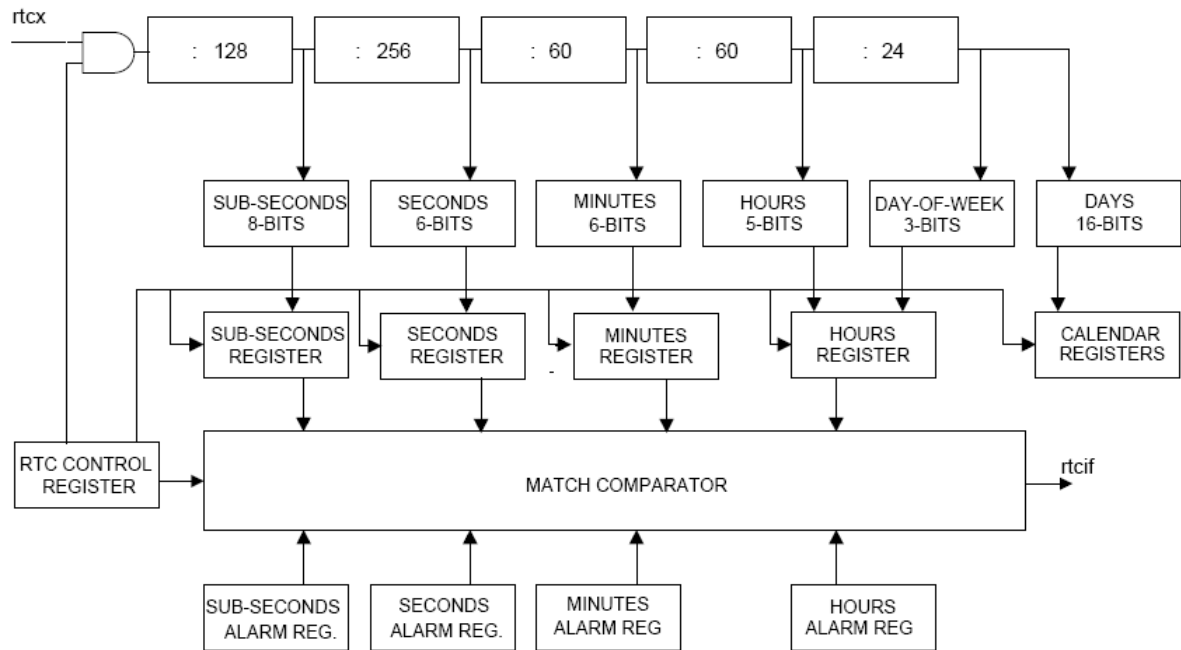 rtcx
: 128
: 256
: 60
: 60
: 24
SUB-SECONDS
8-BITS
SECONDS
6-BITS
MINUTES
6-BITS
HOURS
5-BITS
DAY-OF-WEEK
3-BITS
DAYS
16-BITS
SUB-SECONDS
REGISTER
SECONDS
REGISTER
MINUTES
REGISTER
HOURS
REGISTER
CALENDAR
REGISTERS
RTC CONTROL
REGISTER
MATCH COMPARATOR
rtcif
SUB-SECONDS
ALARM REG.
SECONDS
ALARM REG.
MINUTES
ALARM REG
HOURS
ALARM REG